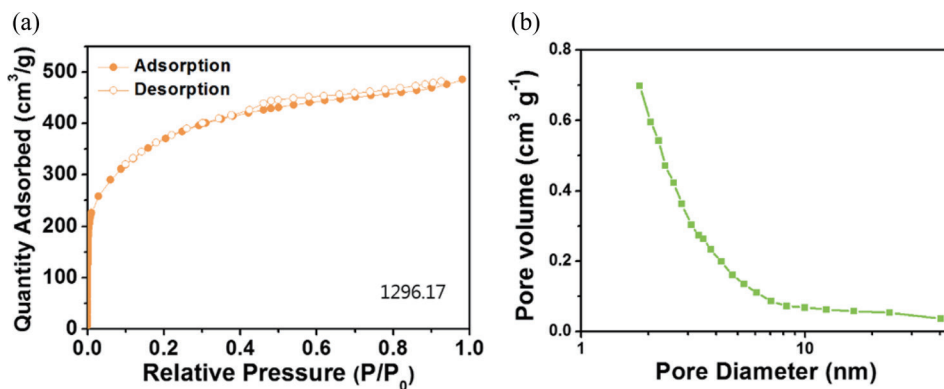 (a)
Quantity Adsorbed (cm³/g)
500
400
300
200
100
0
Adsorption
Desorption
1296.17
0.0 0.2 0.4 0.6 0.8 1.0
Relative Pressure (P/P₀)
(b)
Pore volume (cm³ g⁻¹)
0.8
0.6
0.4
0.2
0.0
1 10
Pore Diameter (nm)